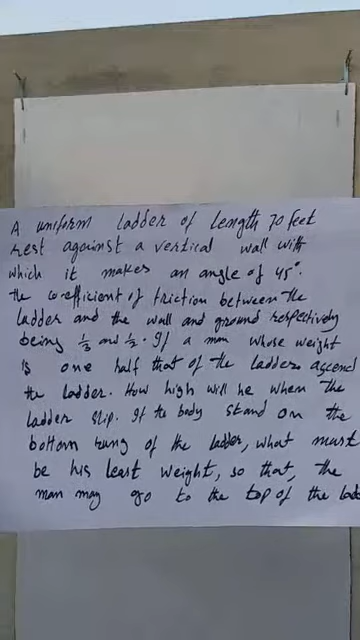 A uniform ladder of length 70 feet
rest against a vertical wall with
which it makes an angle of 45°.
The co-efficient of friction between the
ladder and the wall and ground respectively
being 1/3 and 1/2. If a man whose weight
is one half that of the ladder ascend
the ladder. How high will he when the
ladder slip. If the body stand on the
bottom rung of the ladder, what must
be his least weight, so that, the
man may go to the top of the ladd